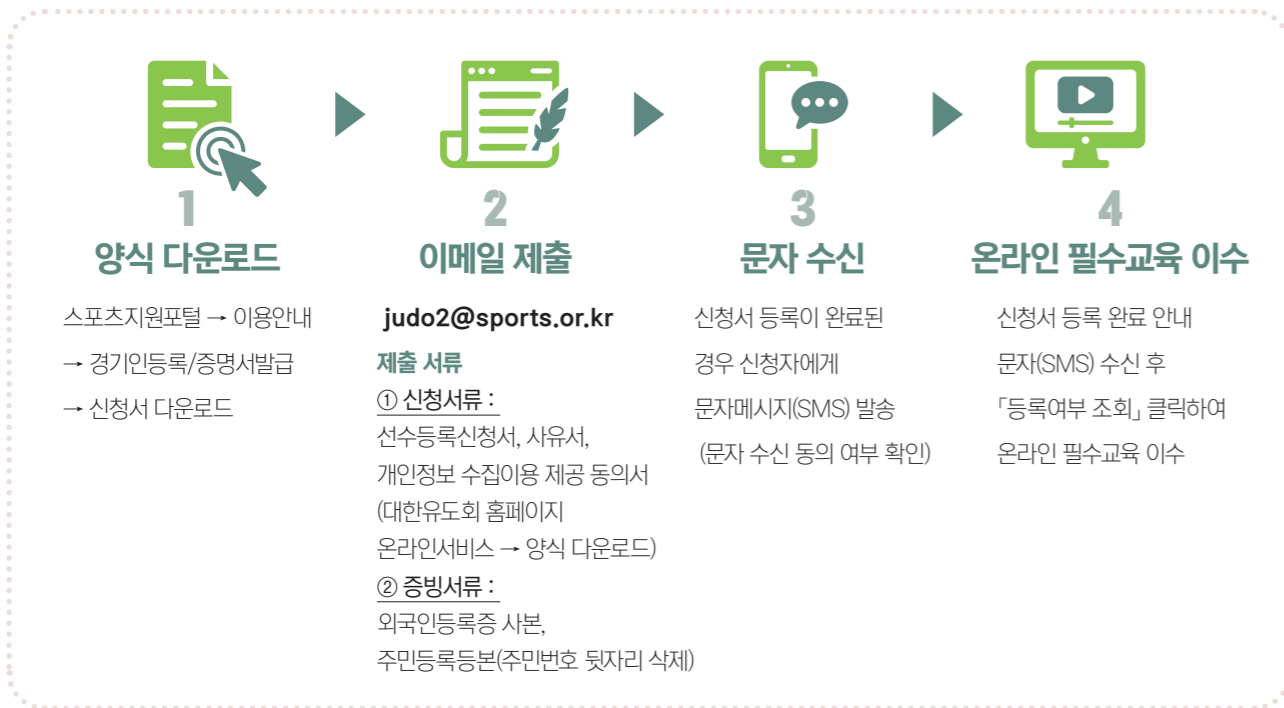 1
양식 다운로드
스포츠지원포털 → 이용안내
→ 경기인등록/증명서발급
→ 신청서 다운로드
2
이메일 제출
judo2@sports.or.kr
제출 서류
① 신청서류 :
선수등록신청서, 사유서,
개인정보 수집이용 제공 동의서
(대한유도회 홈페이지
온라인서비스 → 양식 다운로드)
② 증빙서류 :
외국인등록증 사본,
주민등록등본(주민번호 뒷자리 삭제)
3
문자 수신
신청서 등록이 완료된
경우 신청자에게
문자메시지(SMS) 발송
(문자 수신 동의 여부 확인)
4
온라인 필수교육 이수
신청서 등록 완료 안내
문자(SMS) 수신 후
「등록여부 조회」 클릭하여
온라인 필수교육 이수